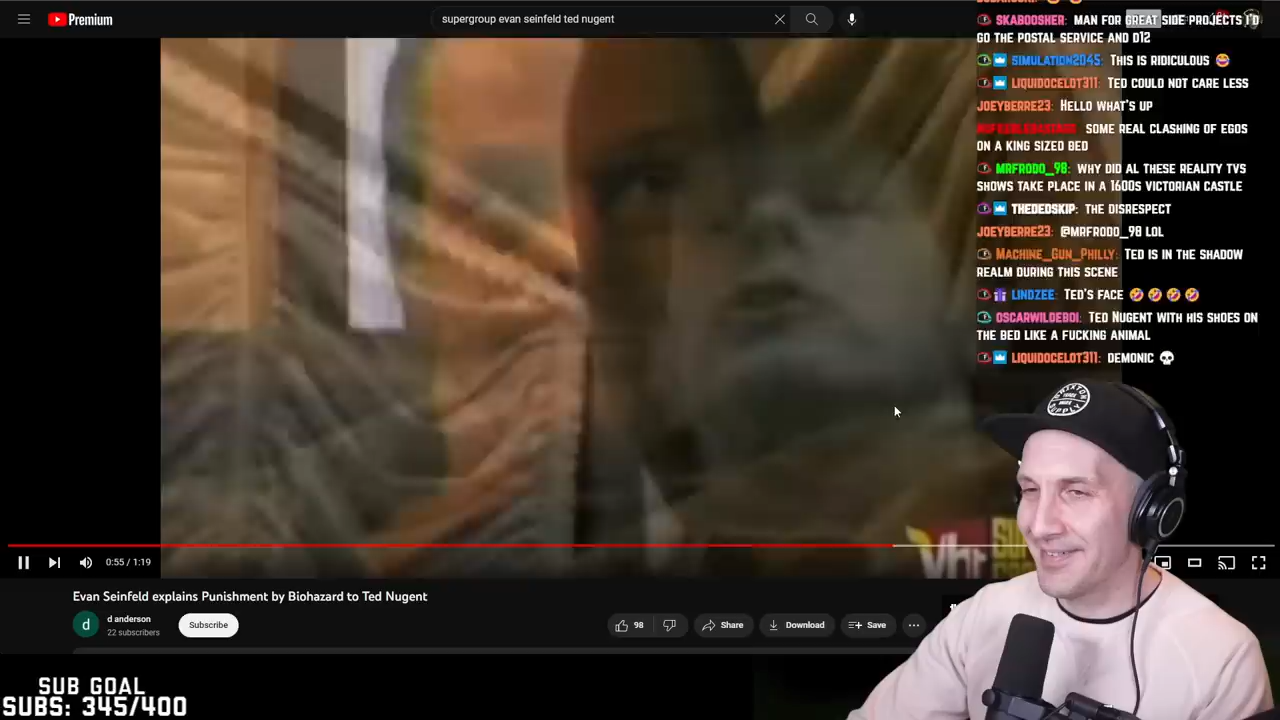 Premium
supergroup evan seinfeld ted nugent
SKABOOSHER: MAN FOR GREAT SIDE PROJECTS I'D
GO THE POSTAL SERVICE AND D12
SIMULATION2045: THIS IS RIDICULOUS 😂
LIQUIDOCELOT311: TED COULD NOT CARE LESS
JOEYBERRE23: HELLO WHAT'S UP
SOME REAL CLASHING OF EGOS
ON A KING SIZED BED
MRFRODO_98: WHY DID AL THESE REALITY TVS
SHOWS TAKE PLACE IN A 1600S VICTORIAN CASTLE
THEDEDSKIP: THE DISRESPECT
JOEYBERRE23: @MRFRODO_98 LOL
MACHINE_GUN_PHILLY: TED IS IN THE SHADOW
REALM DURING THIS SCENE
LINDZEE: TED'S FACE 🤣🤣🤣🤣
OSCARWILDEBOI: TED NUGENT WITH HIS SHOES ON
THE BED LIKE A FUCKING ANIMAL
LIQUIDOCELOT311: DEMONIC 💀
Vh1
0:55 / 1:19
Evan Seinfeld explains Punishment by Biohazard to Ted Nugent
d
d anderson
22 subscribers
Subscribe
98
Share
Download
Save
SUB GOAL
SUBS: 345/400